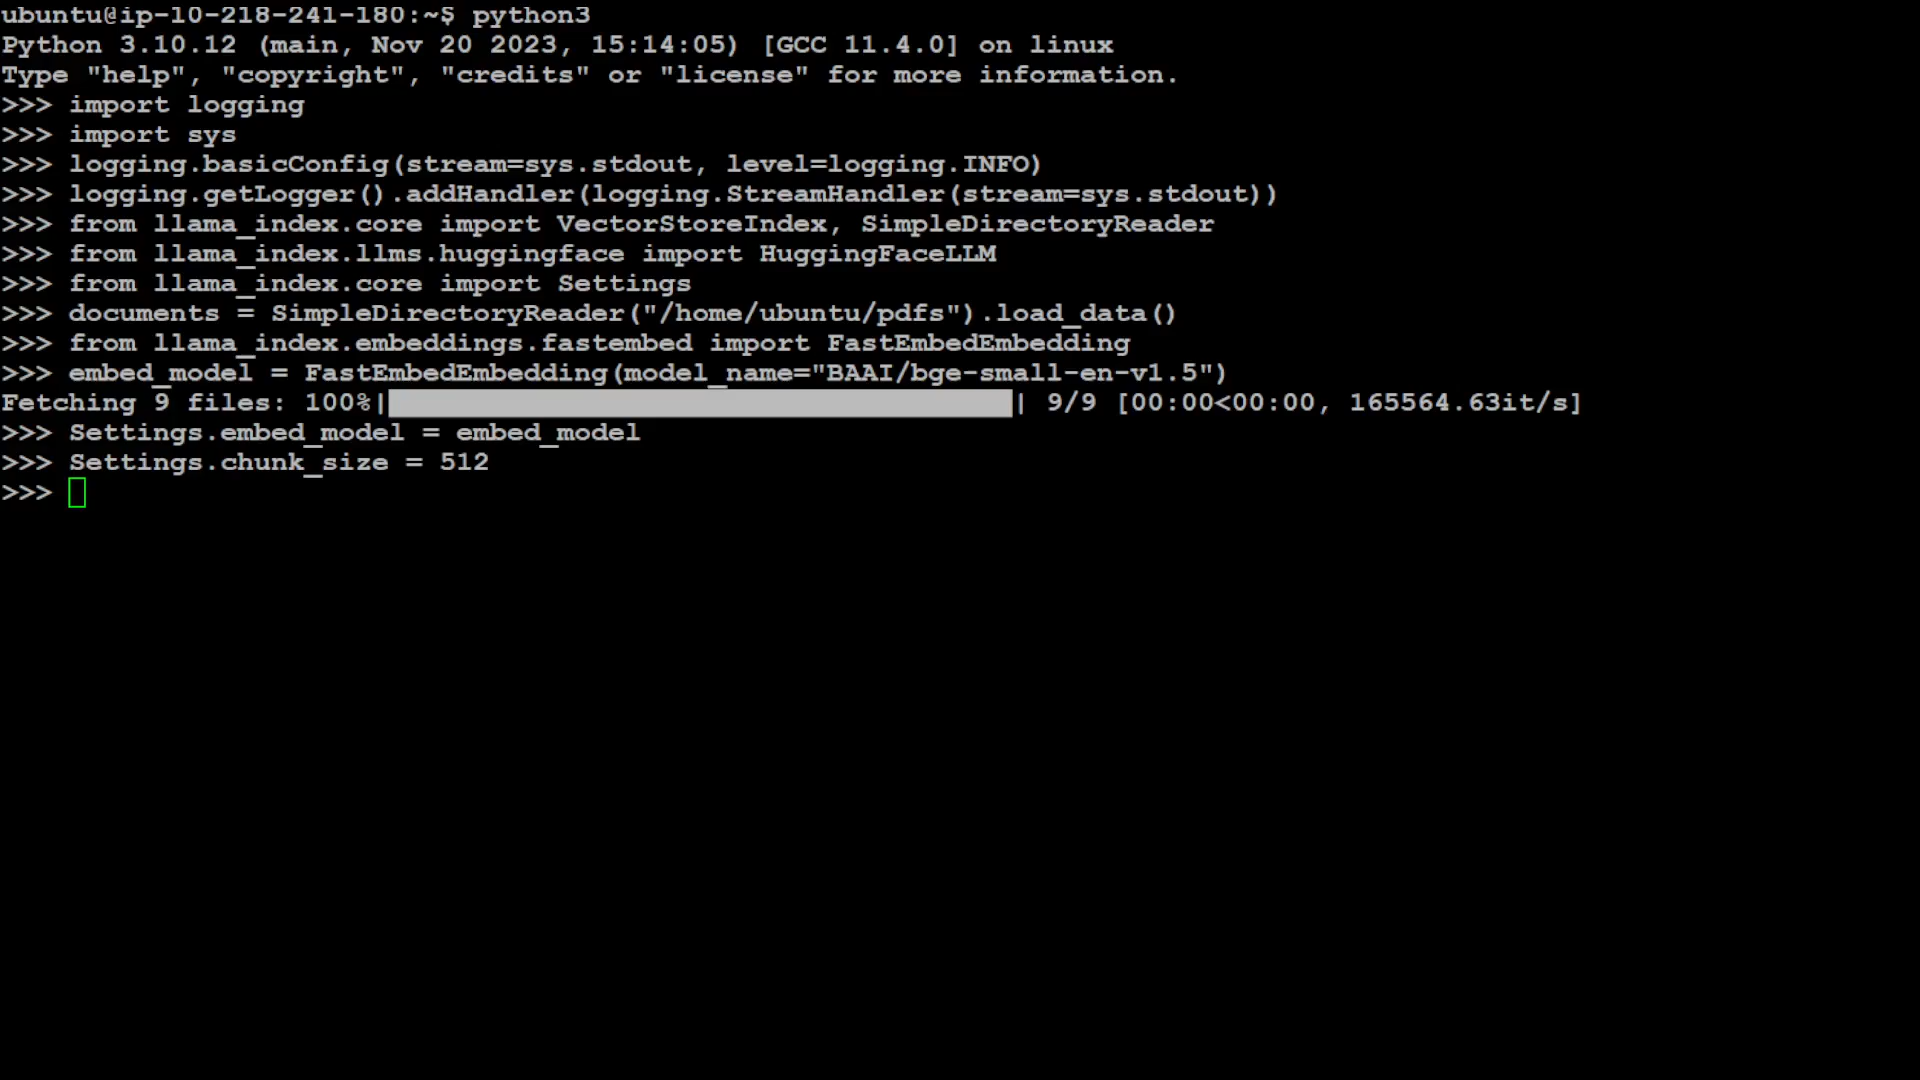 ubuntu@ip-10-218-241-180:~$ python3
Python 3.10.12 (main, Nov 20 2023, 15:14:05) [GCC 11.4.0] on linux
Type "help", "copyright", "credits" or "license" for more information.
>>> import logging
>>> import sys
>>> logging.basicConfig(stream=sys.stdout, level=logging.INFO)
>>> logging.getLogger().addHandler(logging.StreamHandler(stream=sys.stdout))
>>> from llama_index.core import VectorStoreIndex, SimpleDirectoryReader
>>> from llama_index.llms.huggingface import HuggingFaceLLM
>>> from llama_index.core import Settings
>>> documents = SimpleDirectoryReader("/home/ubuntu/pdfs").load_data()
>>> from llama_index.embeddings.fastembed import FastEmbedEmbedding
>>> embed_model = FastEmbedEmbedding(model_name="BAAI/bge-small-en-v1.5")
Fetching 9 files: 100%| | 9/9 [00:00<00:00, 165564.63it/s]
>>> Settings.embed_model = embed_model
>>> Settings.chunk_size = 512
>>>